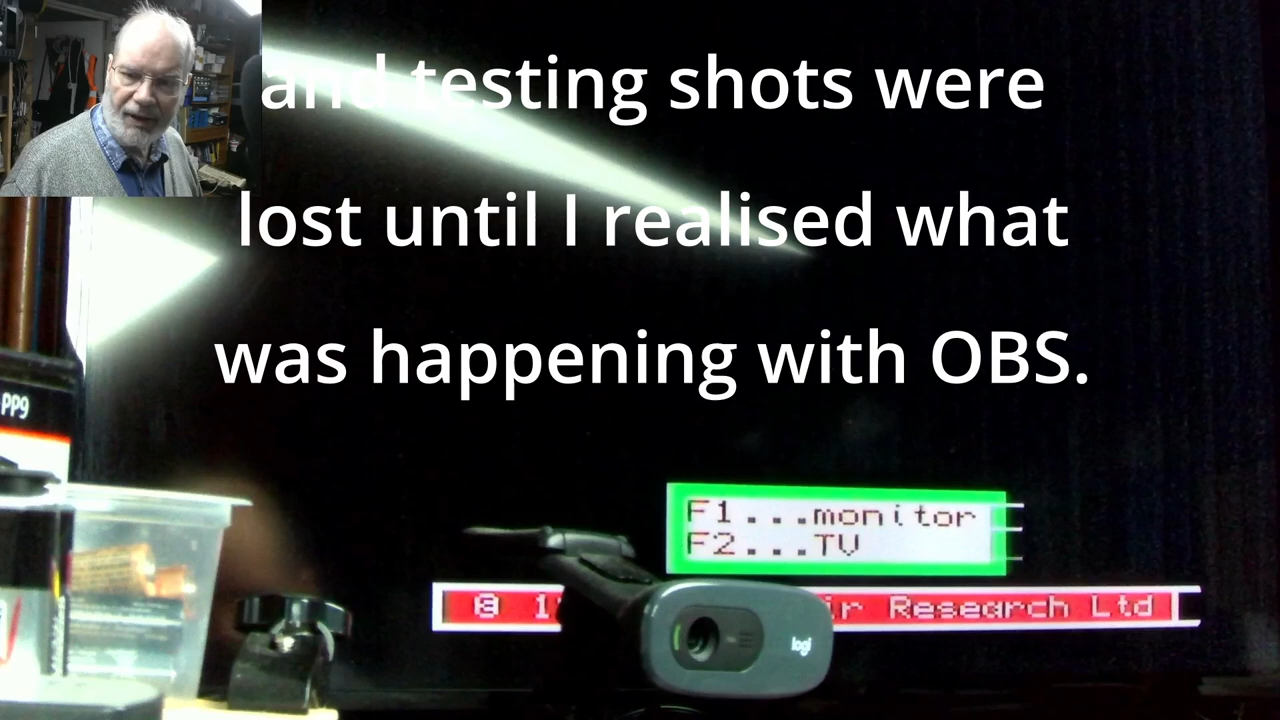 and testing shots were
lost until I realised what
was happening with OBS.
PP9
F1...monitor
F2...TV
Research Ltd
logi